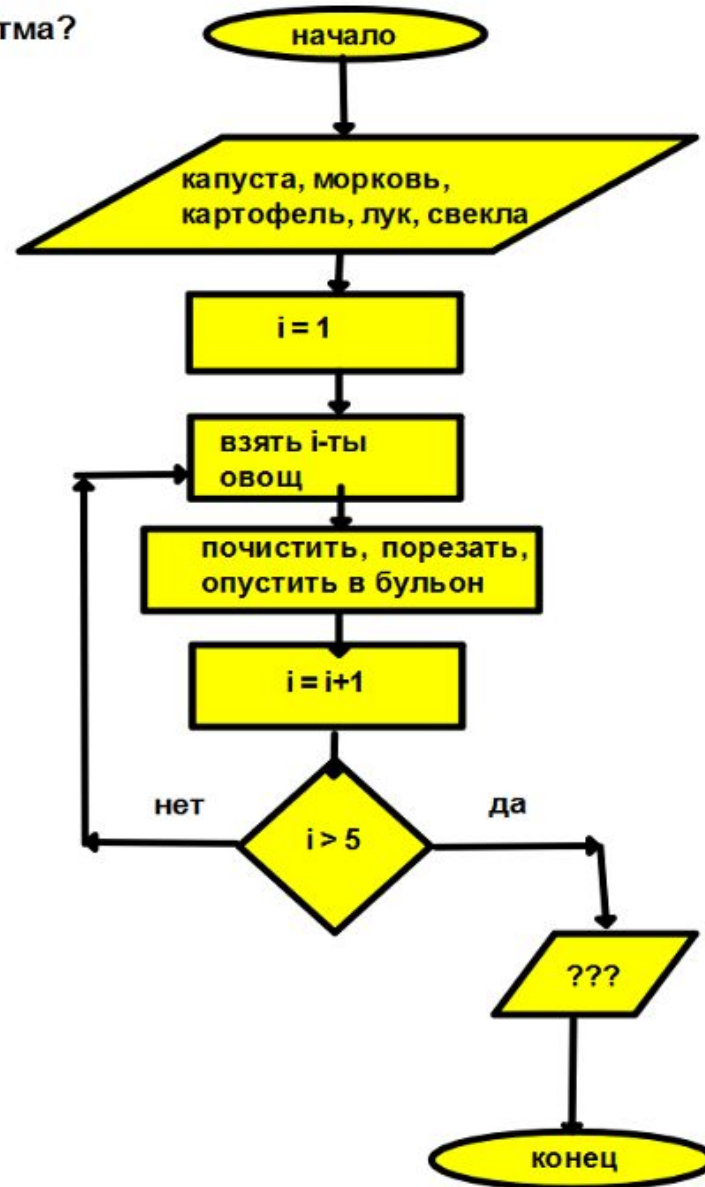 тма?
начало
капуста, морковь,
картофель, лук, свекла
i = 1
взять i-ты
овощ
почистить, порезать,
опустить в бульон
i = i+1
нет
i > 5
да
???
конец